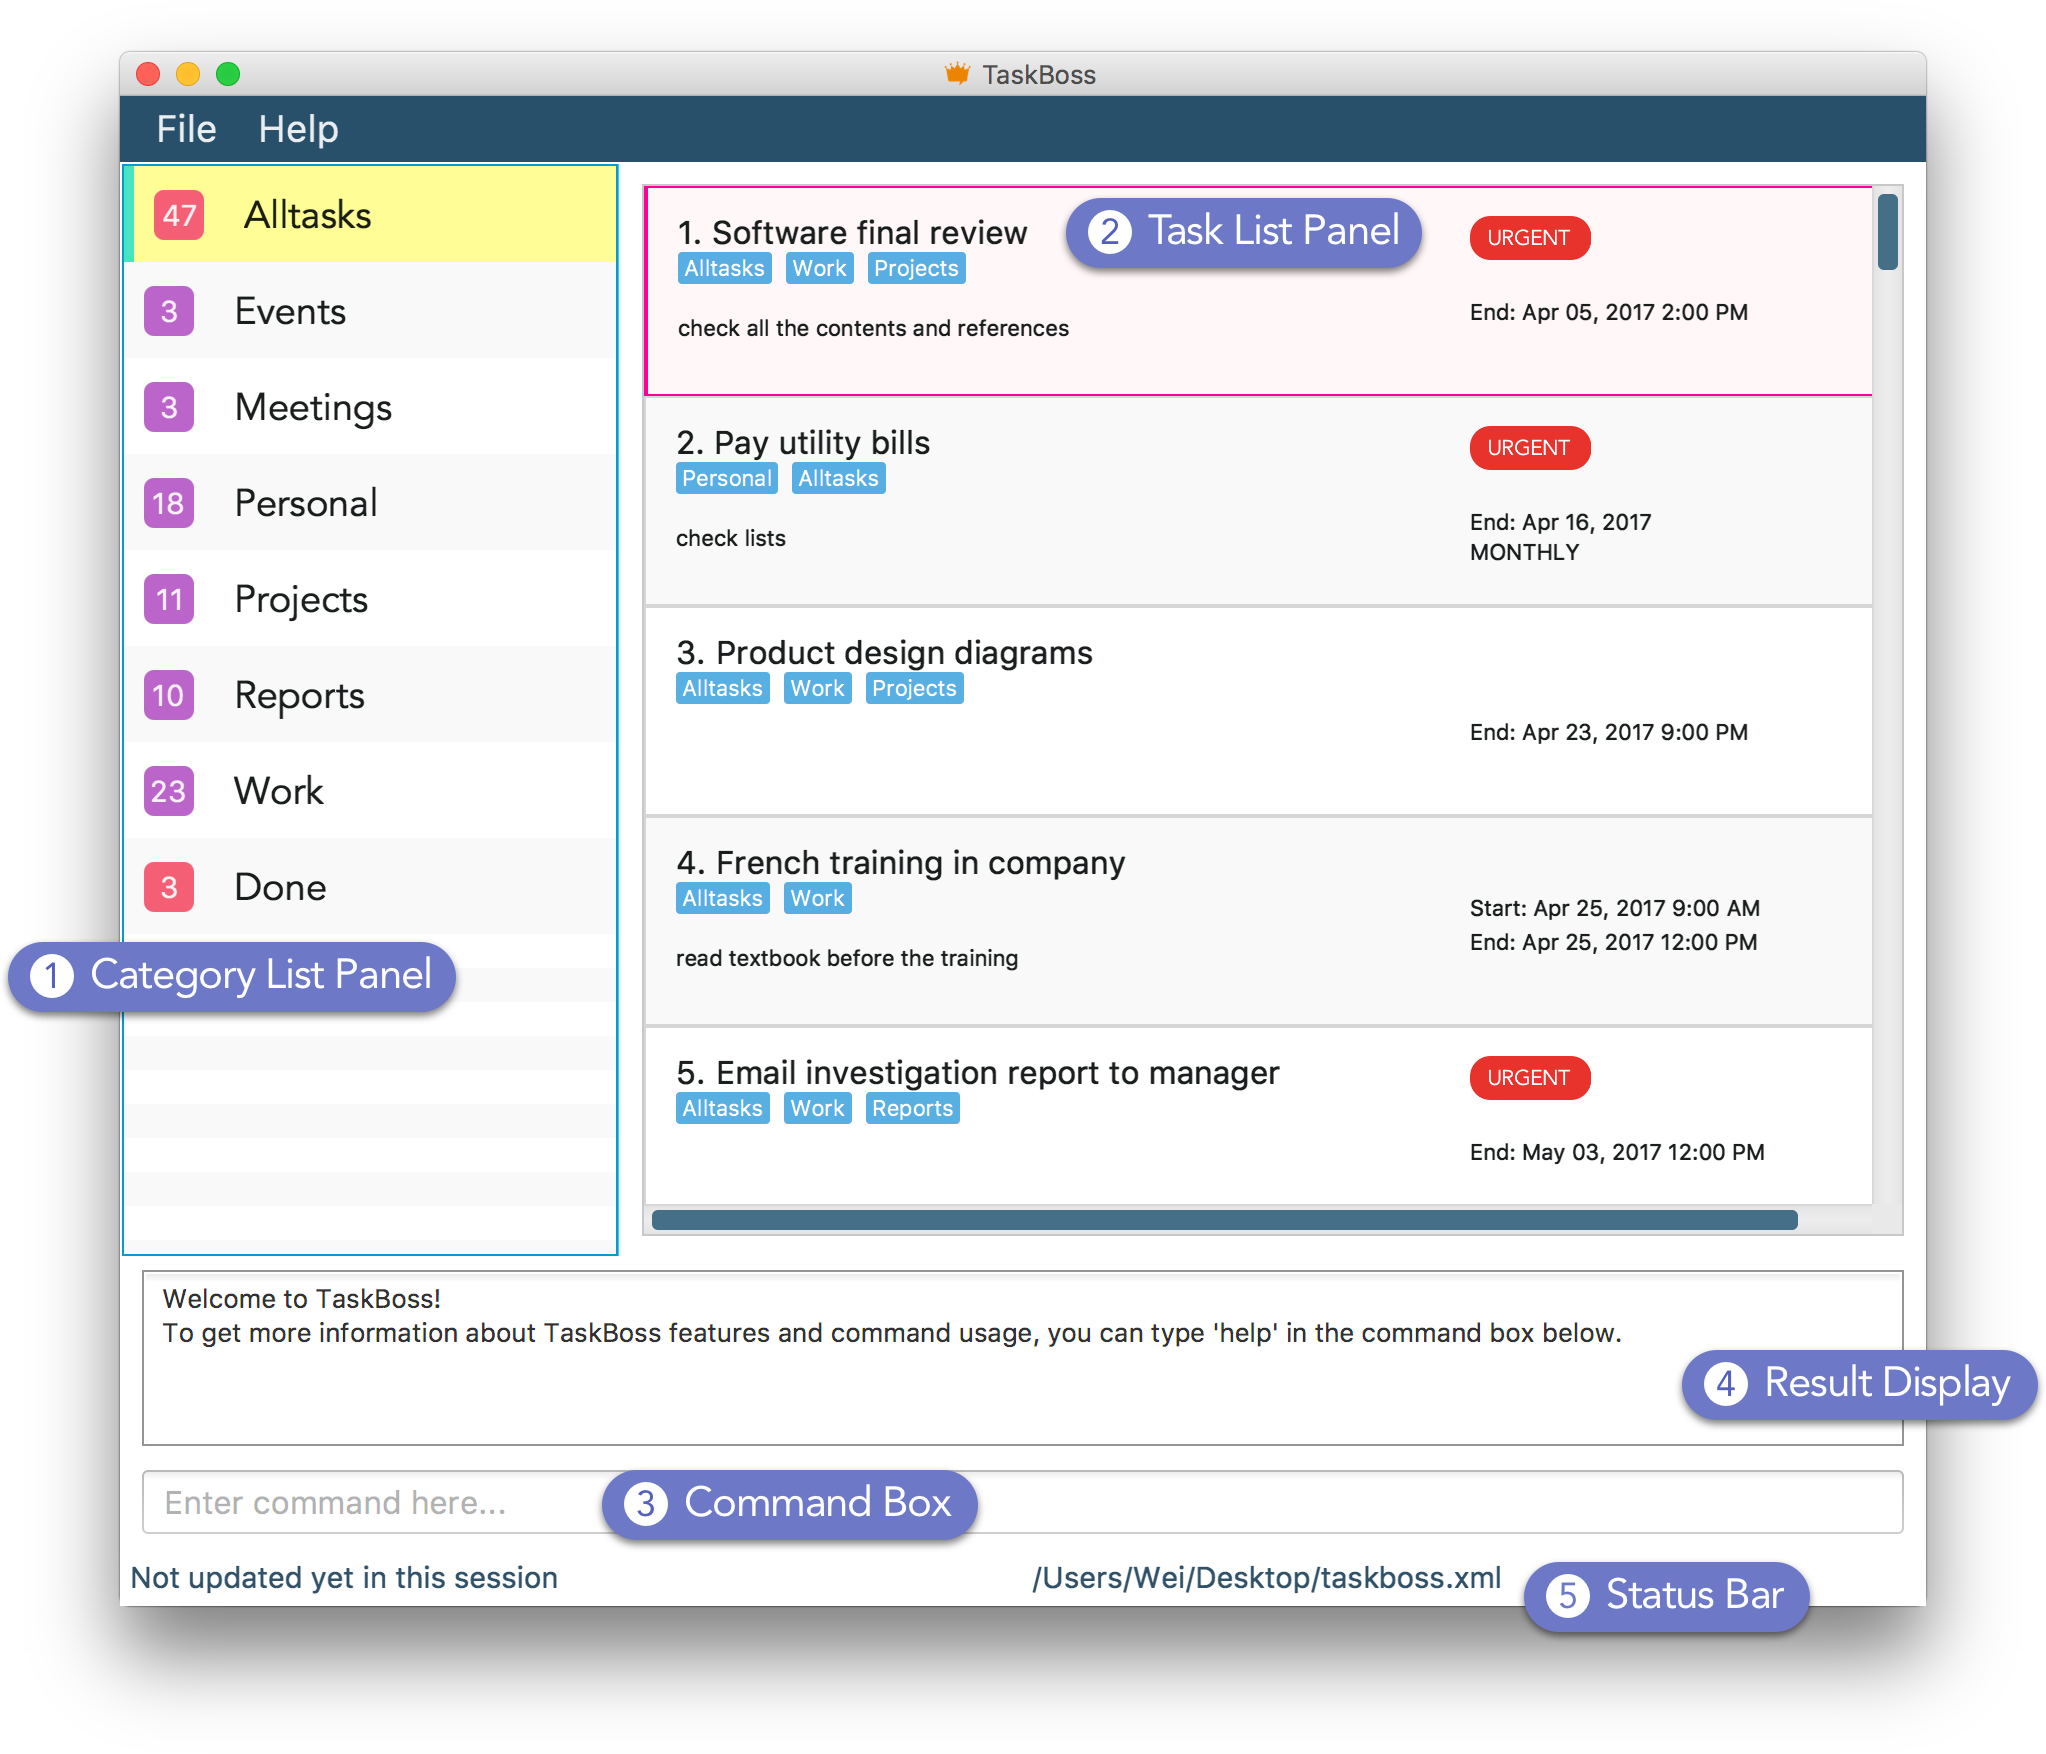 TaskBoss
File Help
47 Alltasks
3 Events
3 Meetings
18 Personal
11 Projects
10 Reports
23 Work
3 Done
1 Category List Panel
1. Software final review
2 Task List Panel
URGENT
Alltasks Work Projects
End: Apr 05, 2017 2:00 PM
check all the contents and references
2. Pay utility bills
URGENT
Personal Alltasks
End: Apr 16, 2017
check lists
MONTHLY
3. Product design diagrams
Alltasks Work Projects
End: Apr 23, 2017 9:00 PM
4. French training in company
Alltasks Work
Start: Apr 25, 2017 9:00 AM
End: Apr 25, 2017 12:00 PM
read textbook before the training
5. Email investigation report to manager
URGENT
Alltasks Work Reports
End: May 03, 2017 12:00 PM
Welcome to TaskBoss!
To get more information about TaskBoss features and command usage, you can type 'help' in the command box below.
4 Result Display
Enter command here...
3 Command Box
Not updated yet in this session
/Users/Wei/Desktop/taskboss.xml
5 Status Bar